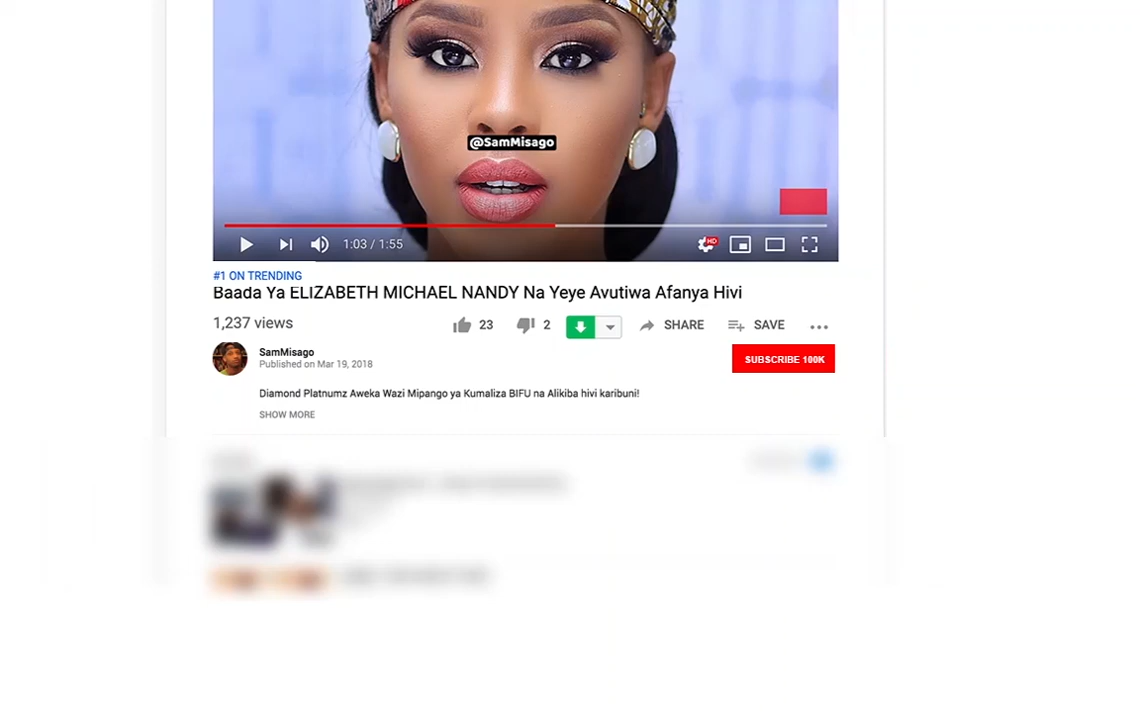 @SamMisago
1:03 / 1:55
HD
#1 ON TRENDING
Baada Ya ELIZABETH MICHAEL NANDY Na Yeye Avutiwa Afanya Hivi
1,237 views
23
2
SHARE
SAVE
SamMisago
SUBSCRIBE 100K
Published on Mar 19, 2018
Diamond Platnumz Aweka Wazi Mipango ya Kumaliza BIFU na Alikiba hivi karibuni!
SHOW MORE